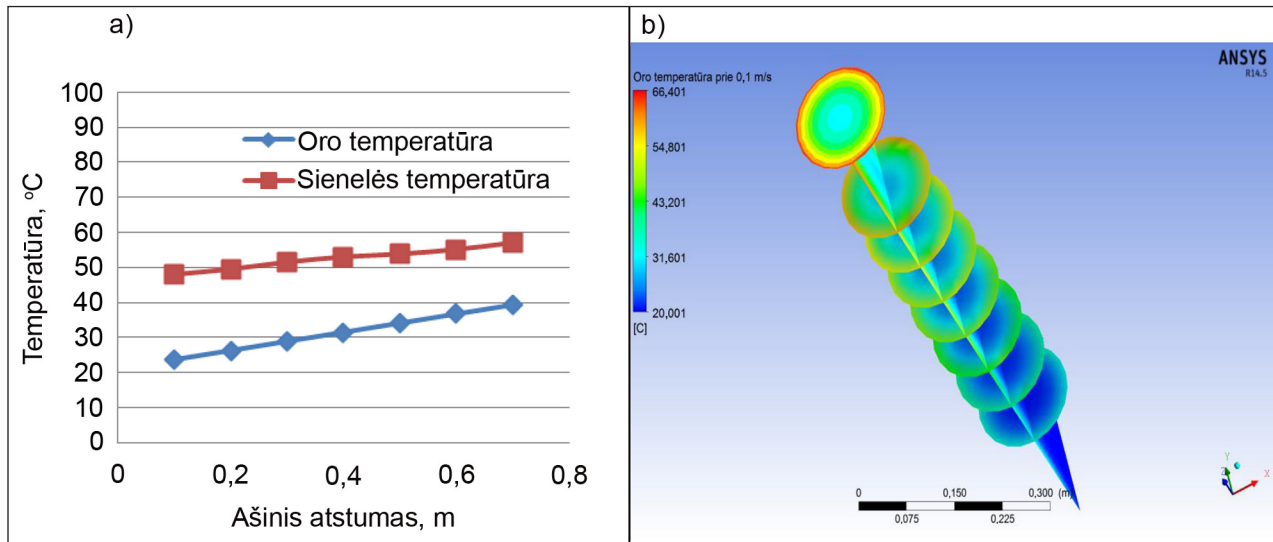 a)
100
90
80
70
60
50
40
30
20
10
0
Temperatūra, ºC
Oro temperatūra
Sienelės temperatūra
0
0,2
0,4
0,6
0,8
Ašinis atstumas, m
b)
ANSYS
R14.5
Oro temperatūra prie 0,1 m/s
66,401
54,801
43,201
31,601
20,001
[C]
0
0,150
0,300 (m)
0,075
0,225
Y
Z
X